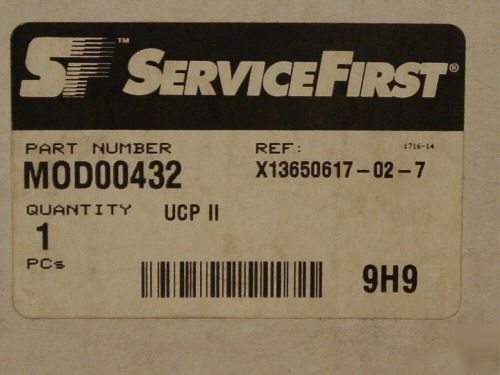 SF™ SERVICEFIRST®
PART NUMBER REF: 1716-14
MOD00432 X13650617-02-7
QUANTITY UCP II
1
PCs 9H9